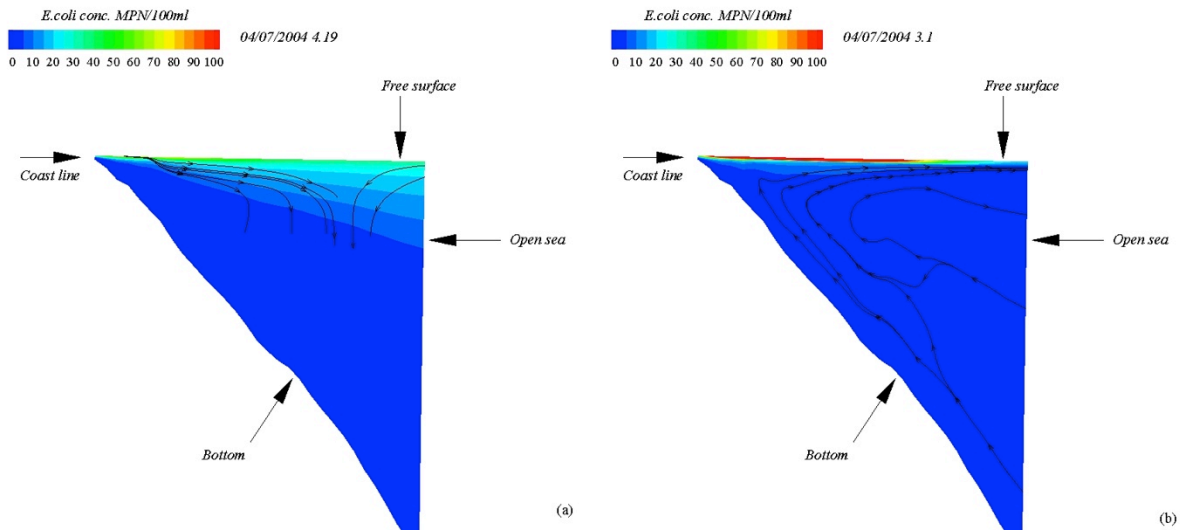 E.coli conc. MPN/100ml
04/07/2004 4.19
0 10 20 30 40 50 60 70 80 90 100
Free surface
Coast line
Open sea
Bottom
(a)
E.coli conc. MPN/100ml
04/07/2004 3.1
0 10 20 30 40 50 60 70 80 90 100
Free surface
Coast line
Open sea
Bottom
(b)